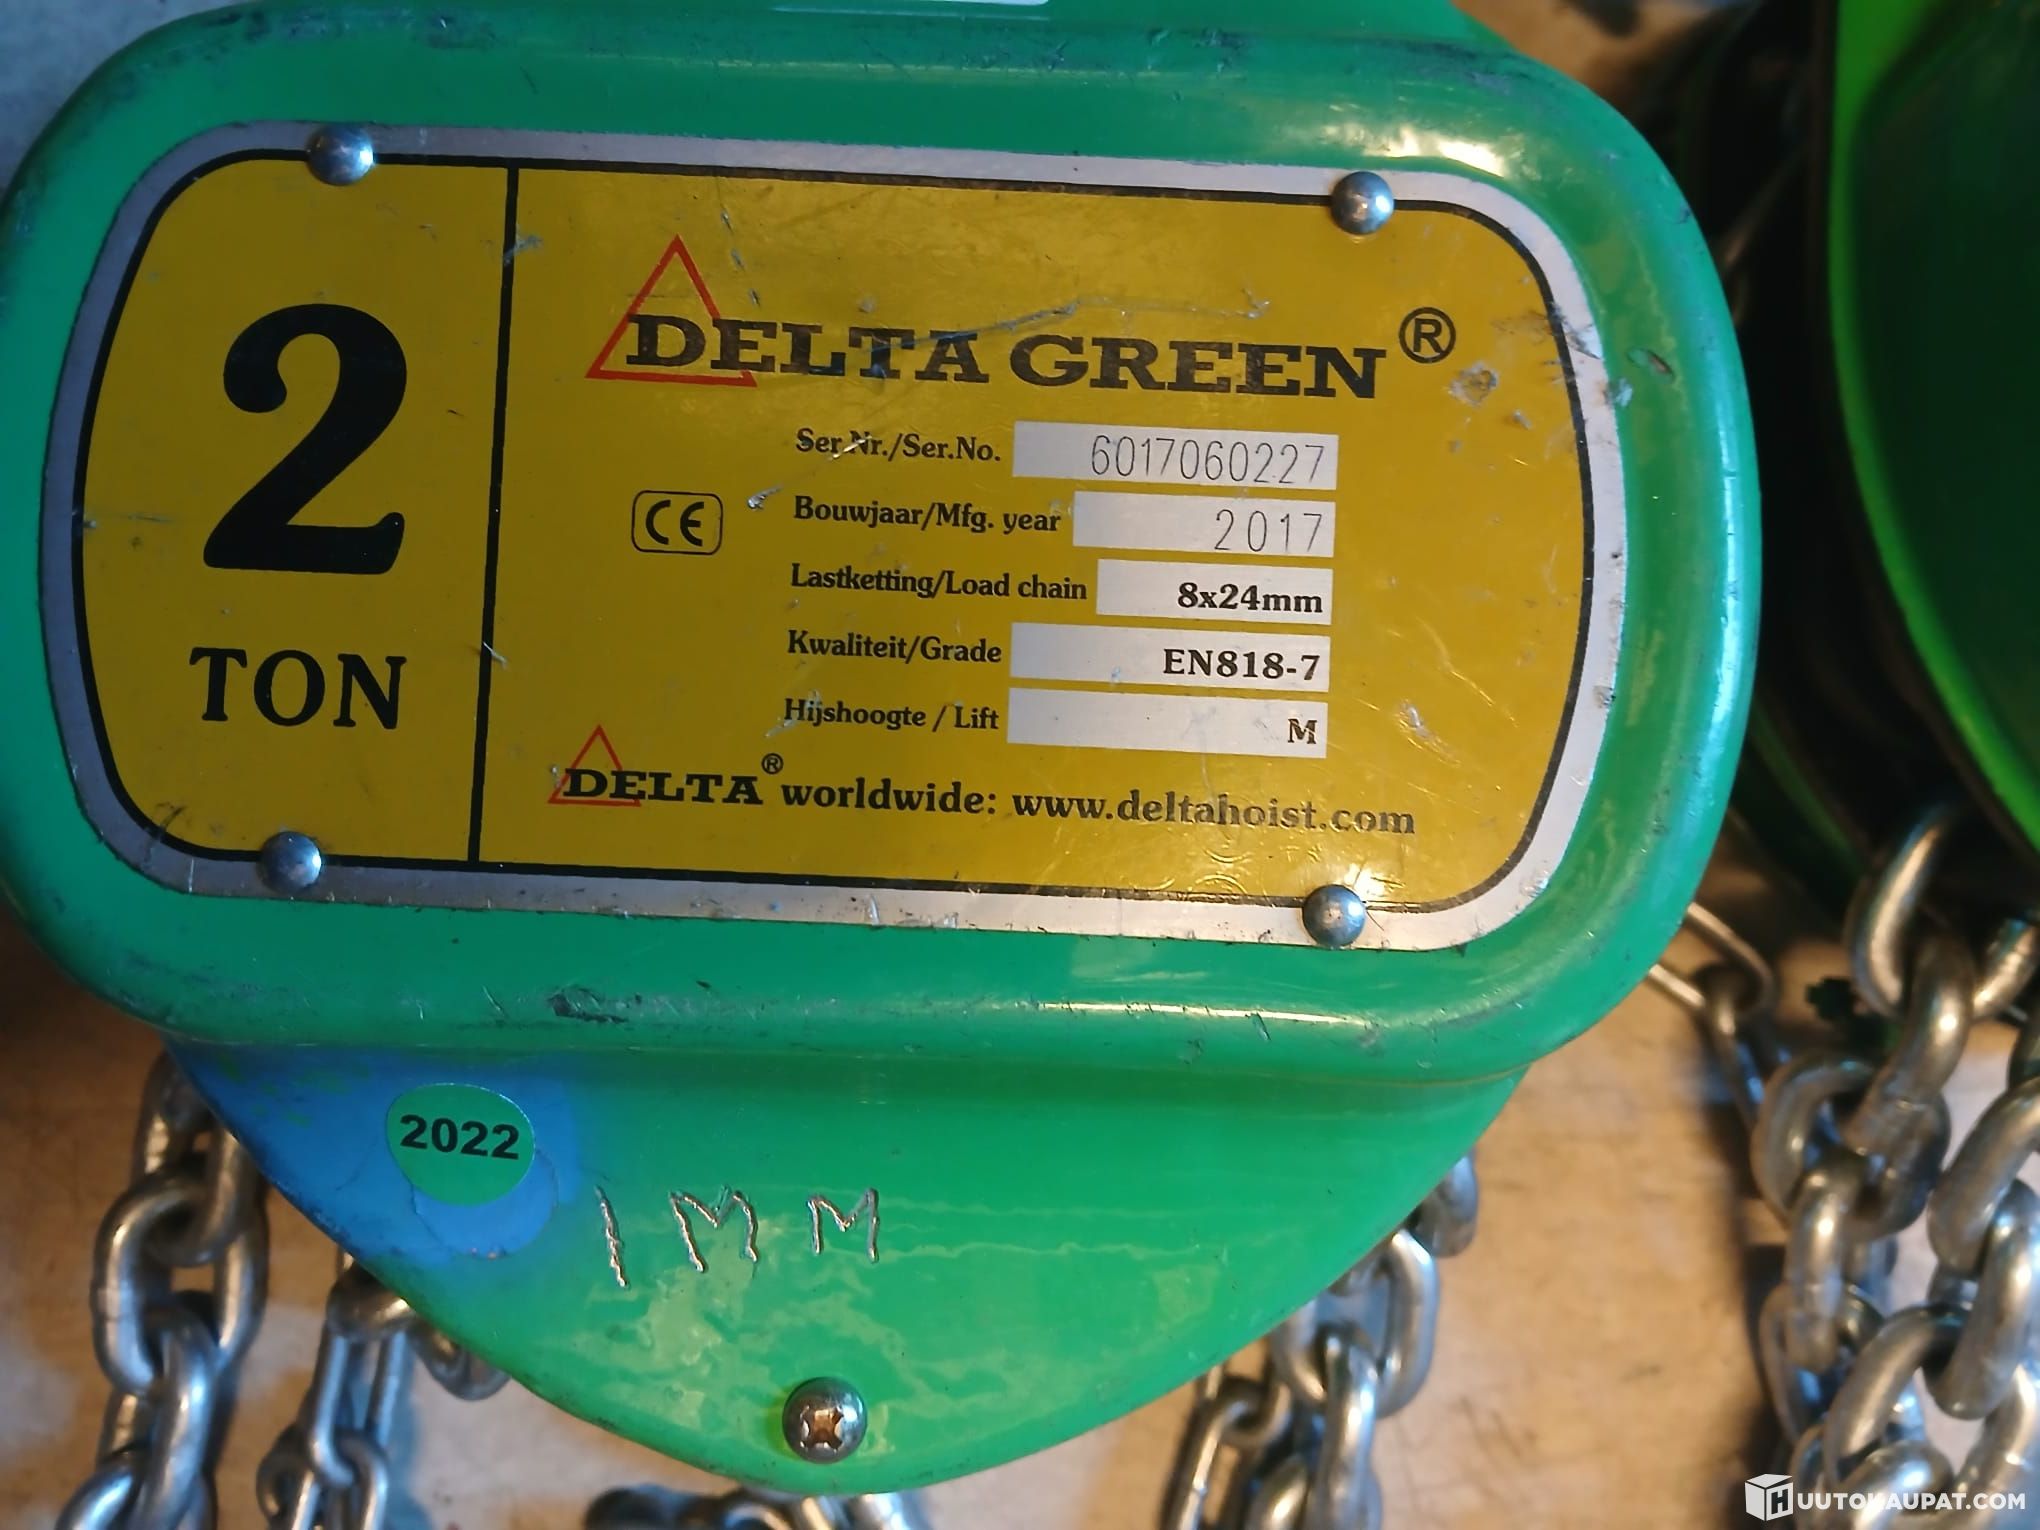 2
TON
DELTA GREEN ®
Ser.Nr./Ser.No. 6017060227
CE Bouwjaar/Mfg. year 2017
Lastketting/Load chain 8x24mm
Kwaliteit/Grade EN818-7
Hijshoogte / Lift M
DELTA® worldwide: www.deltahoist.com
2022
1MM
HUUTOKAUPAT.COM